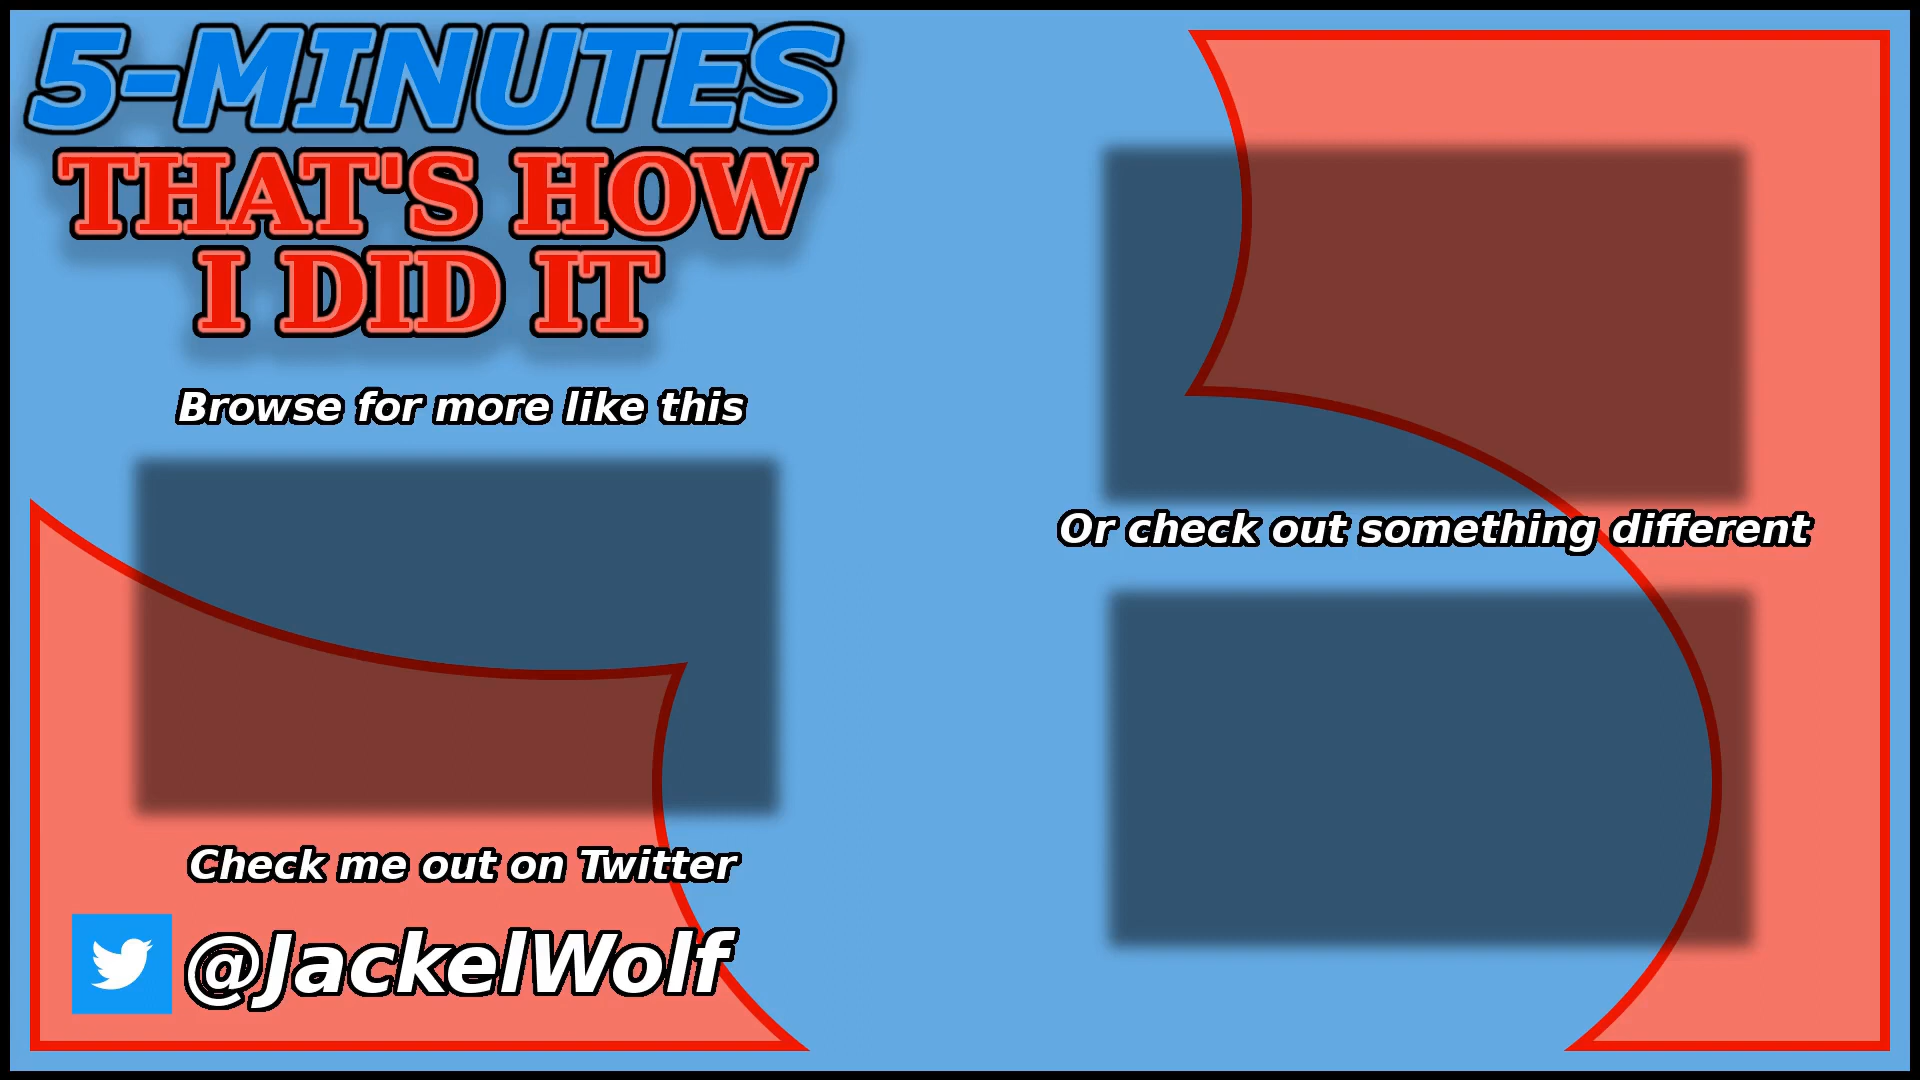 5-MINUTES
THAT'S HOW
I DID IT
Browse for more like this
Or check out something different
Check me out on Twitter
@JackelWolf